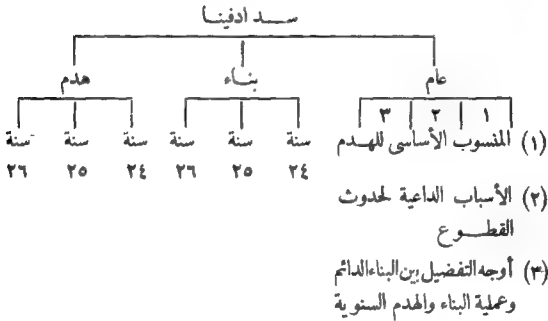 سد ادفينا
عام بناء هدم
١ ٢ ٣
سنة سنة سنة سنة سنة سنة
٢٤ ٢٥ ٢٦ ٢٤ ٢٥ ٢٦
(١) المنسوب الأساسى للهدم
(٢) الأسباب الداعية لحدوث
القطوع
(٣) أوجه التفضيل بين البناء الدائم
وعملية البناء والهدم السنوية